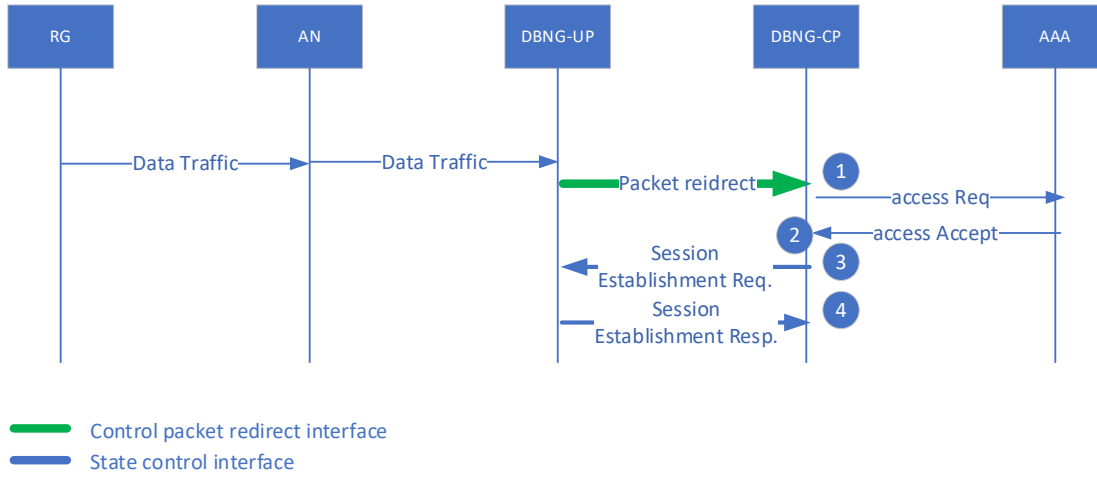 RG
AN
DBNG-UP
DBNG-CP
AAA
Data Traffic
Data Traffic
Packet reidrect
1
access Req
2
access Accept
Session
Establishment Req.
3
Session
Establishment Resp.
4
Control packet redirect interface
State control interface